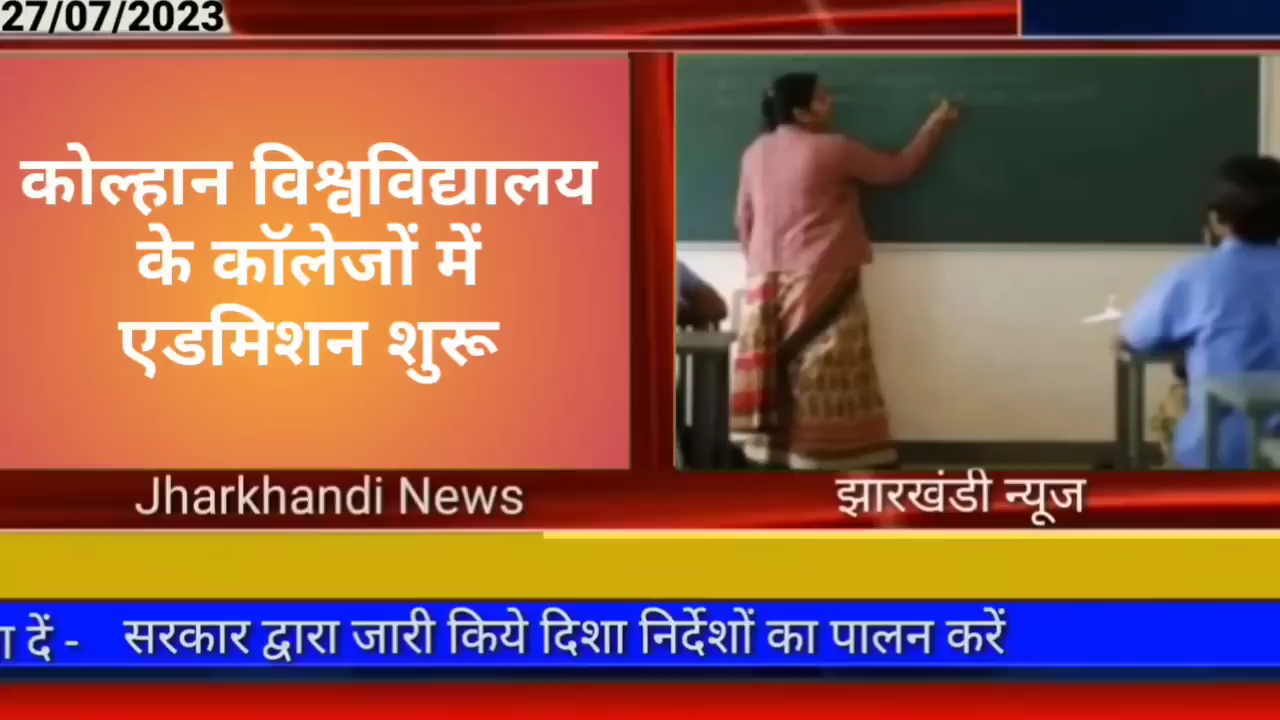 27/07/2023
कोल्हान विश्वविद्यालय
के कॉलेजों में
एडमिशन शुरू
Jharkhandi News
झारखंडी न्यूज
दें - सरकार द्वारा जारी किये दिशा निर्देशों का पालन करें